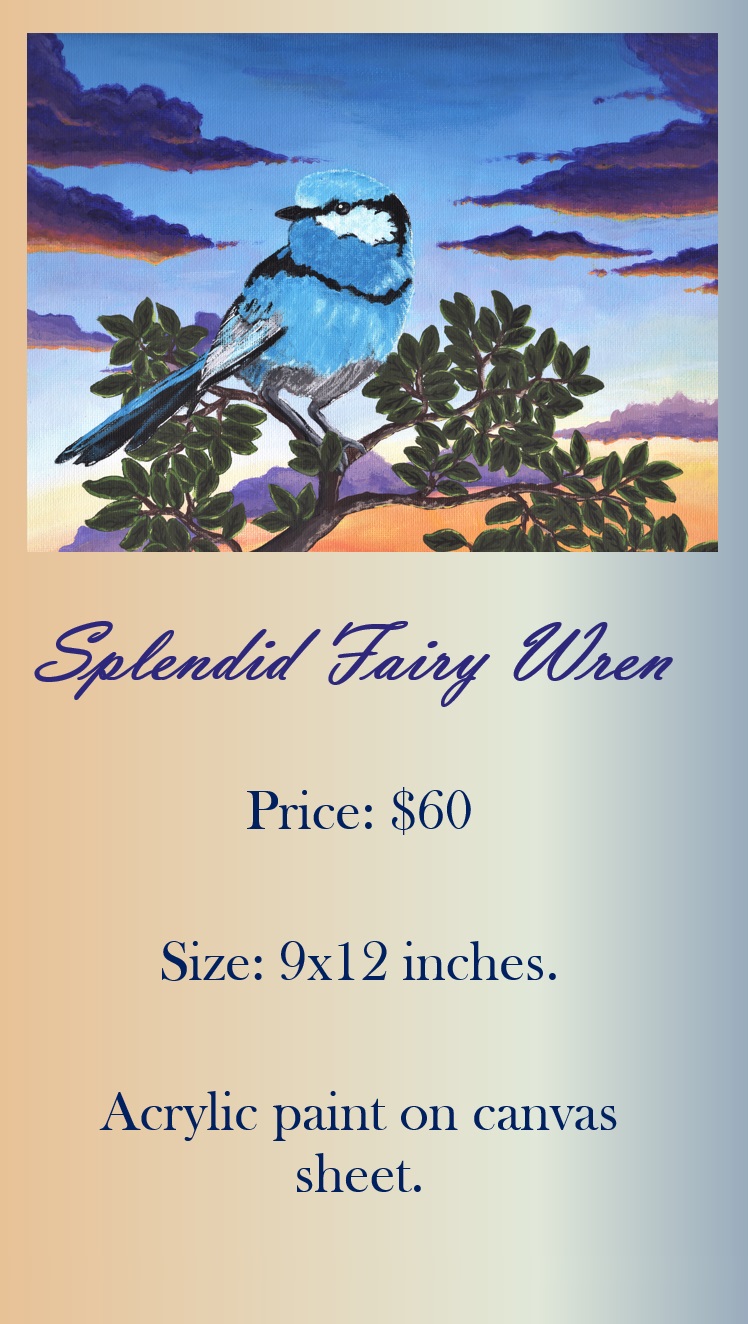 Splendid Fairy Wren
Price: $60
Size: 9x12 inches.
Acrylic paint on canvas
sheet.